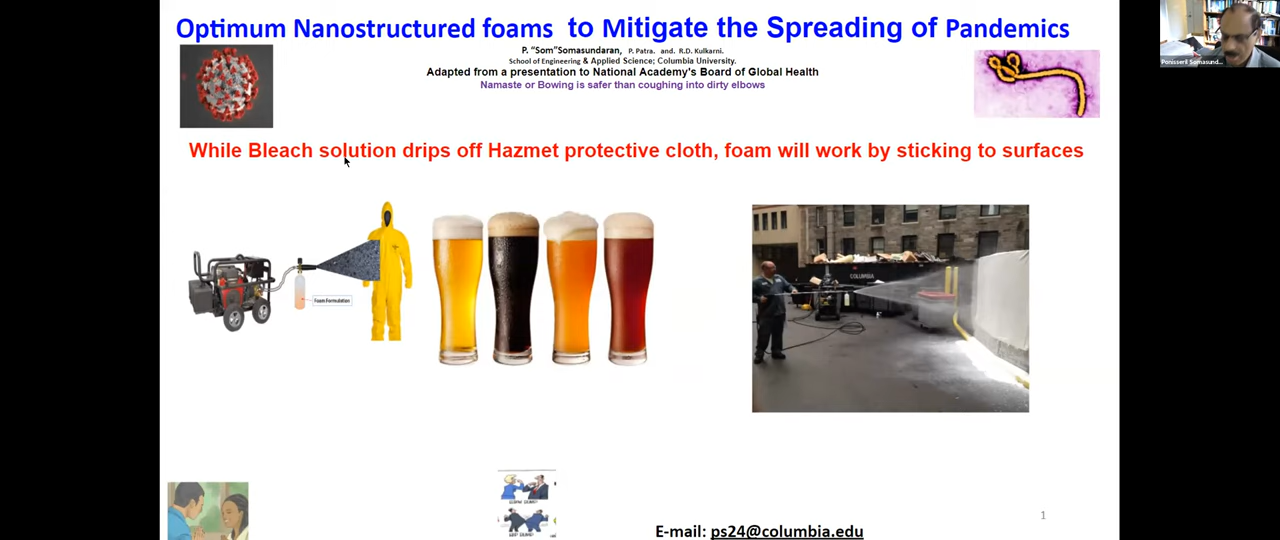 Optimum Nanostructured foams to Mitigate the Spreading of Pandemics
P. "Som"Somasundaran, P. Patra. and. R.D. Kulkarni.
School of Engineering & Applied Science; Columbia University.
Adapted from a presentation to National Academy's Board of Global Health
Namaste or Bowing is safer than coughing into dirty elbows
Ponisseril Somasund...
While Bleach solution drips off Hazmet protective cloth, foam will work by sticking to surfaces
Foam Formulation
COLUMBIA
E-mail: ps24@columbia.edu
1